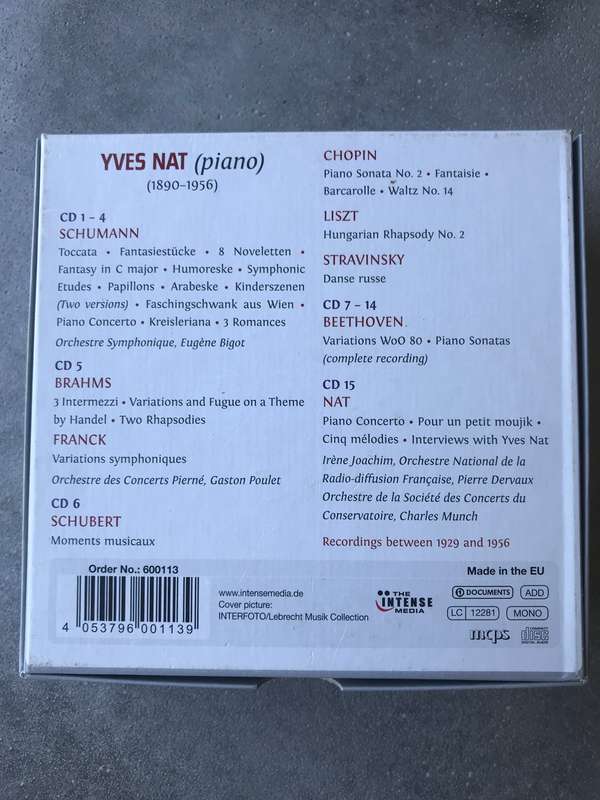 YVES NAT (piano)
(1890–1956)
CD 1 – 4
SCHUMANN
Toccata • Fantasiestücke • 8 Noveletten •
Fantasy in C major • Humoreske • Symphonic
Etudes • Papillons • Arabeske • Kinderszenen
(Two versions) • Faschingschwank aus Wien •
Piano Concerto • Kreisleriana • 3 Romances
Orchestre Symphonique, Eugène Bigot
CD 5
BRAHMS
3 Intermezzi • Variations and Fugue on a Theme
by Handel • Two Rhapsodies
FRANCK
Variations symphoniques
Orchestre des Concerts Pierné, Gaston Poulet
CD 6
SCHUBERT
Moments musicaux
CHOPIN
Piano Sonata No. 2 • Fantaisie •
Barcarolle • Waltz No. 14
LISZT
Hungarian Rhapsody No. 2
STRAVINSKY
Danse russe
CD 7 – 14
BEETHOVEN
Variations WoO 80 • Piano Sonatas
(complete recording)
CD 15
NAT
Piano Concerto • Pour un petit moujik •
Cinq mélodies • Interviews with Yves Nat
Irène Joachim, Orchestre National de la
Radio-diffusion Française, Pierre Dervaux
Orchestre de la Société des Concerts du
Conservatoire, Charles Munch
Recordings between 1929 and 1956
Order No.: 600113
4 053796 001139
www.intensemedia.de
Cover picture:
INTERFOTO/Lebrecht Musik Collection
THE
INTENSE
MEDIA
Made in the EU
DOCUMENTS
ADD
LC 12281
MONO
mcps
COMPACT
disc
DIGITAL AUDIO